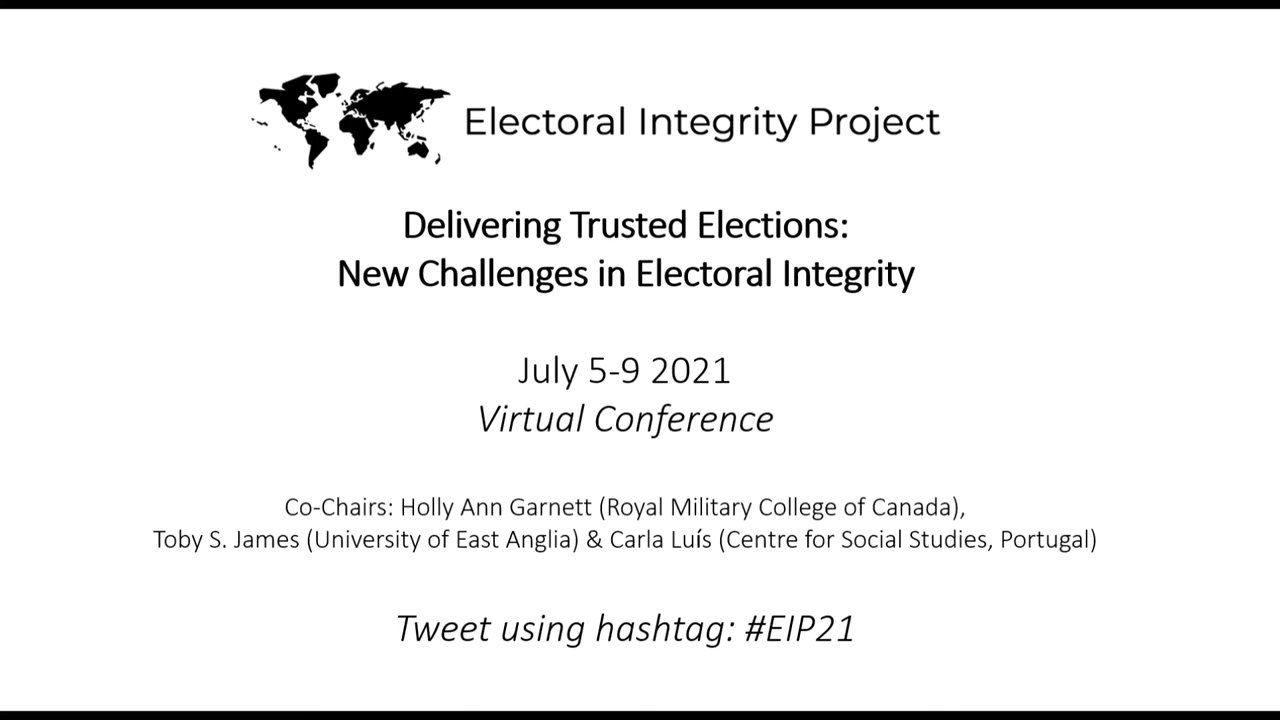 Electoral Integrity Project
Delivering Trusted Elections:
New Challenges in Electoral Integrity
July 5-9 2021
Virtual Conference
Co-Chairs: Holly Ann Garnett (Royal Military College of Canada),
Toby S. James (University of East Anglia) & Carla Luís (Centre for Social Studies, Portugal)
Tweet using hashtag: #EIP21